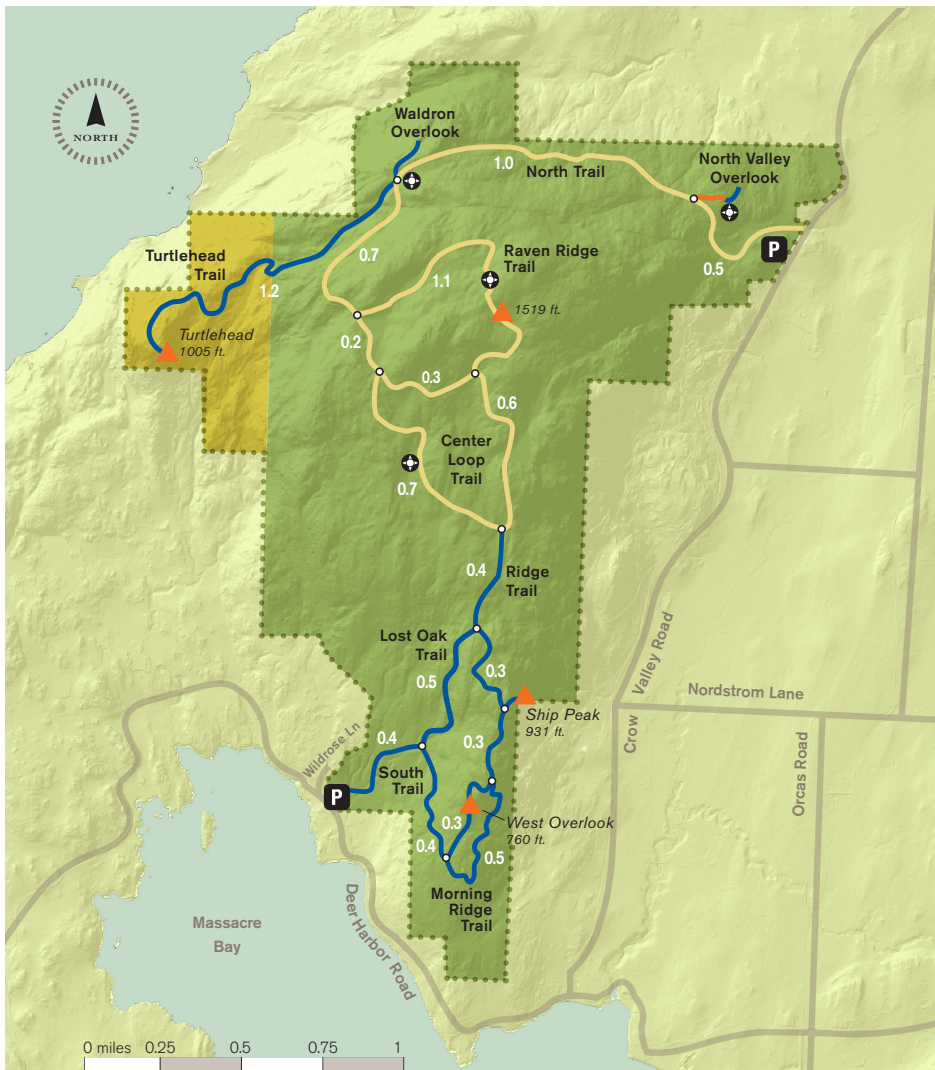 NORTH
Waldron
Overlook
1.0
North Trail
North Valley
Overlook
P
0.5
Turtlehead
Trail
1.2
0.7
Raven Ridge
Trail
1.1
1519 ft.
Turtlehead
1005 ft.
0.2
0.3
0.6
Center
Loop
Trail
0.7
0.4
Ridge
Trail
Lost Oak
Trail
0.5
0.3
Ship Peak
931 ft.
Valley Road
Crow
Nordstrom Lane
Orcas Road
Wildrose Ln
0.4
South
Trail
P
0.3
West Overlook
760 ft.
0.3
0.4
0.5
Morning
Ridge
Trail
Massacre
Bay
Deer Harbor Road
0 miles 0.25 0.5 0.75 1